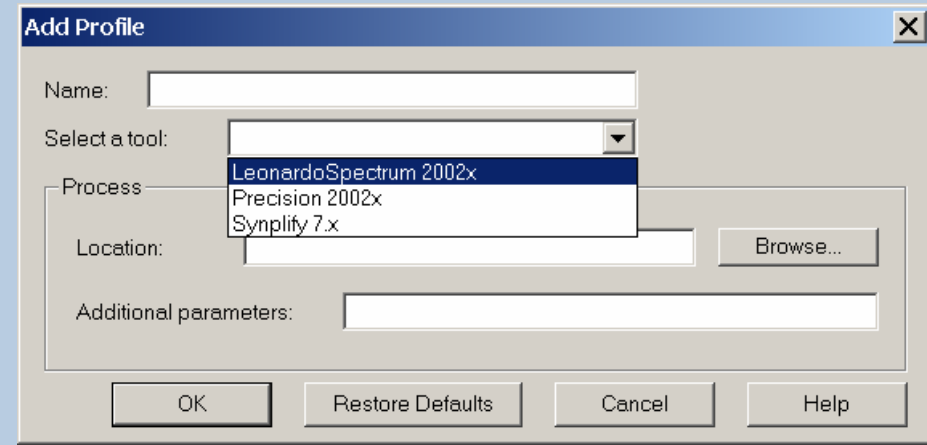 Add Profile
Name:
Select a tool:
LeonardoSpectrum 2002x
Precision 2002x
Synplify 7.x
Process
Location:
Browse...
Additional parameters:
OK
Restore Defaults
Cancel
Help